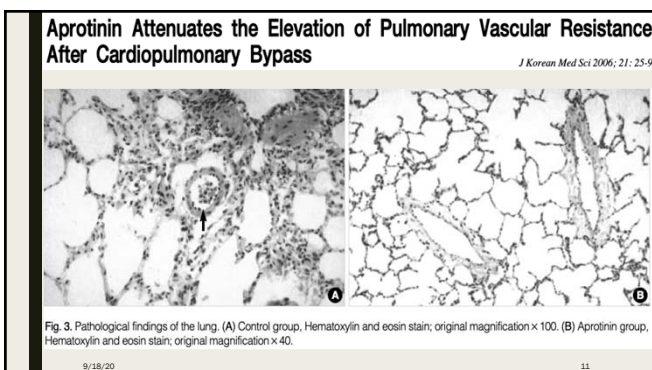 Aprotinin Attenuates the Elevation of Pulmonary Vascular Resistance
After Cardiopulmonary Bypass
J Korean Med Sci 2006; 21: 25-9
A
B
Fig. 3. Pathological findings of the lung. (A) Control group, Hematoxylin and eosin stain; original magnification × 100. (B) Aprotinin group,
Hematoxylin and eosin stain; original magnification × 40.
9/18/20
11